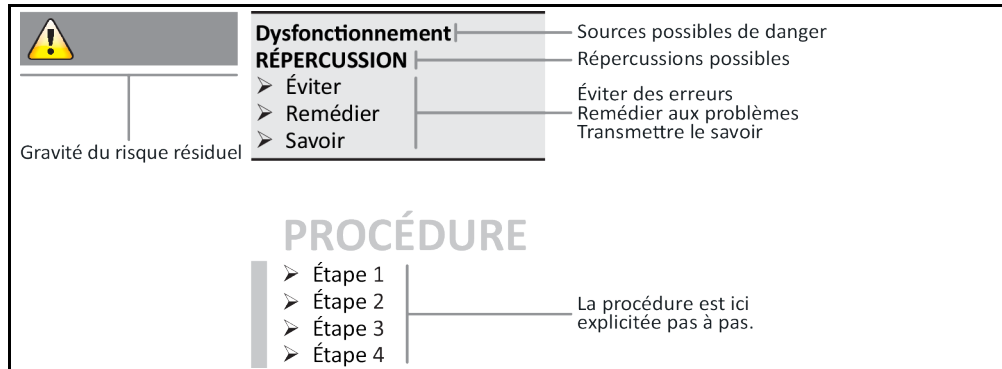 Dysfonctionnement
RÉPERCUSSION
➢ Éviter
➢ Remédier
➢ Savoir
Sources possibles de danger
Répercussions possibles
Éviter des erreurs
Remédier aux problèmes
Transmettre le savoir
Gravité du risque résiduel
PROCÉDURE
➢ Étape 1
➢ Étape 2
➢ Étape 3
➢ Étape 4
La procédure est ici
explicitée pas à pas.